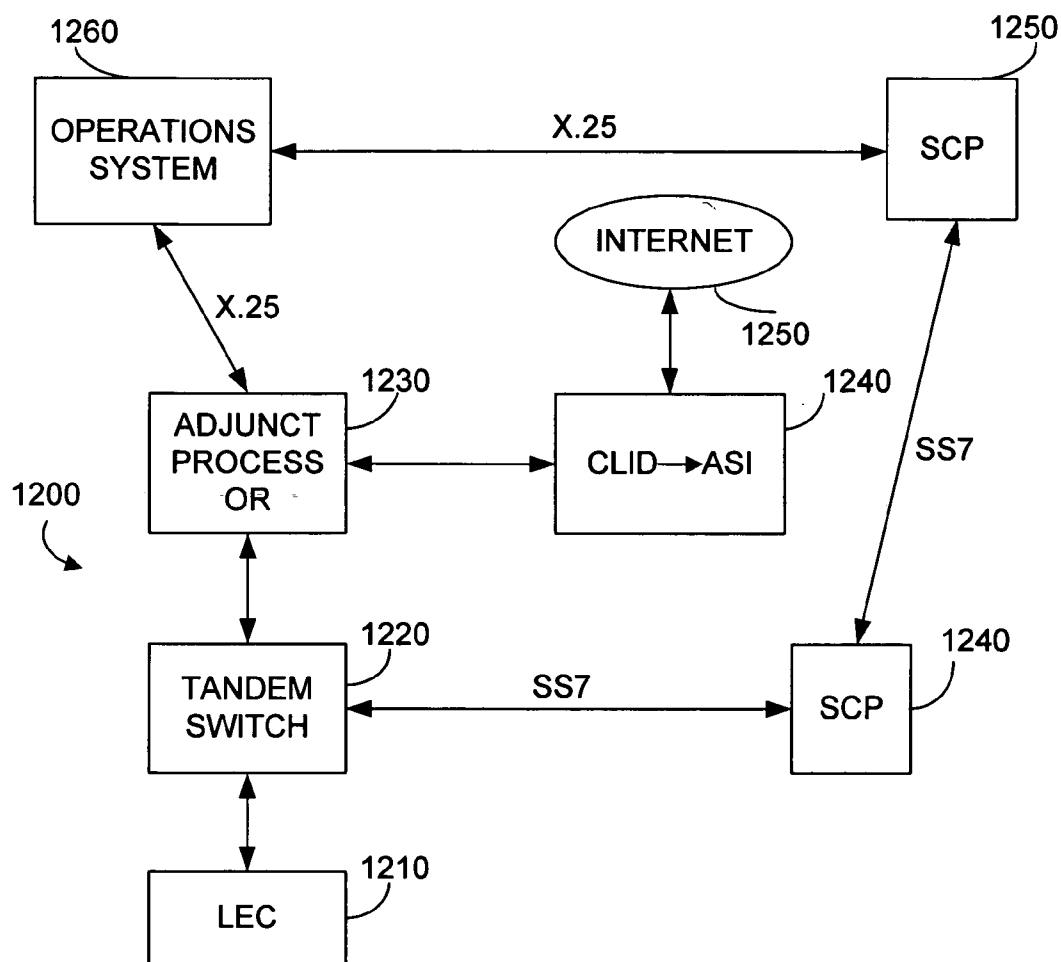 1260
1250
OPERATIONS
SYSTEM
X.25
SCP
INTERNET
X.25
1250
1230
1240
ADJUNCT
PROCESS
OR
CLID→ASI
SS7
1200
1220
1240
TANDEM
SWITCH
SS7
SCP
1210
LEC